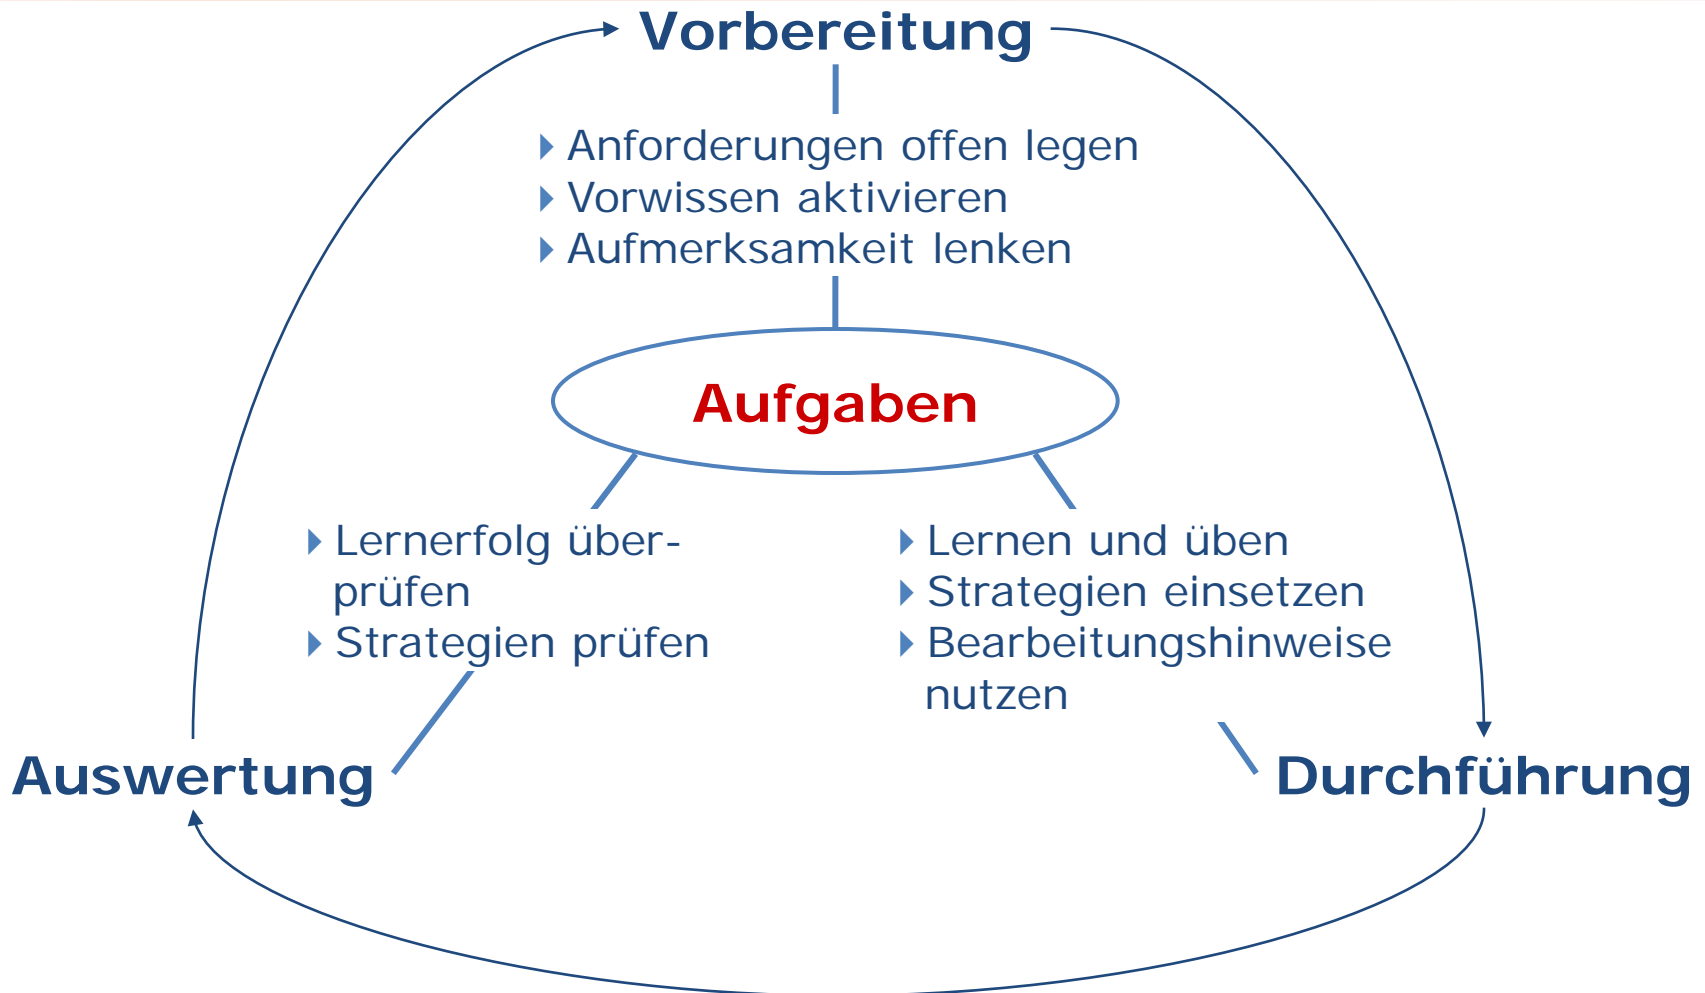 Vorbereitung
Anforderungen offen legen
Vorwissen aktivieren
Aufmerksamkeit lenken
Aufgaben
Lernerfolg über-
prüfen
Strategien prüfen
Lernen und üben
Strategien einsetzen
Bearbeitungshinweise
nutzen
Auswertung
Durchführung